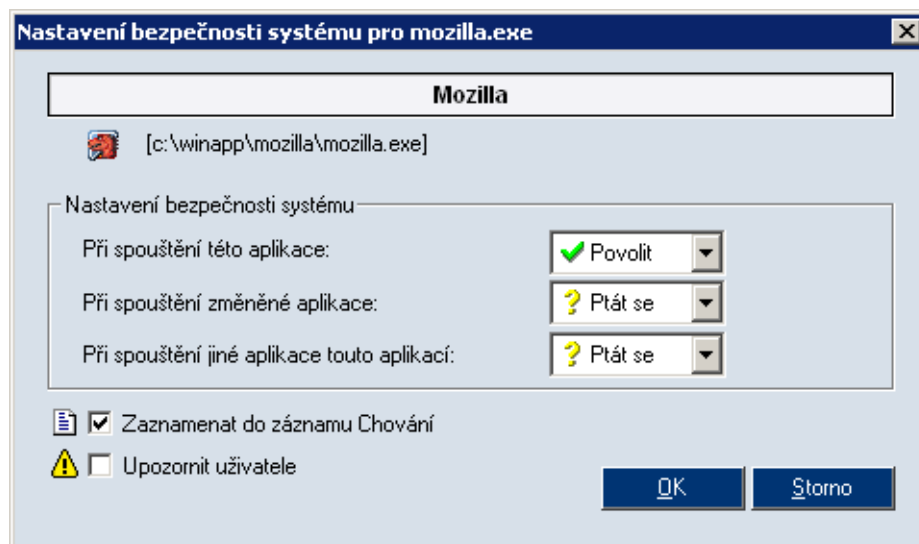 Nastavení bezpečnosti systému pro mozilla.exe
Mozilla
[c:\winapp\mozilla\mozilla.exe]
Nastavení bezpečnosti systému
Při spouštění této aplikace: Povolit
Při spouštění změněné aplikace: Ptát se
Při spouštění jiné aplikace touto aplikací: Ptát se
Zaznamenat do záznamu Chování
Upozornit uživatele
OK Storno